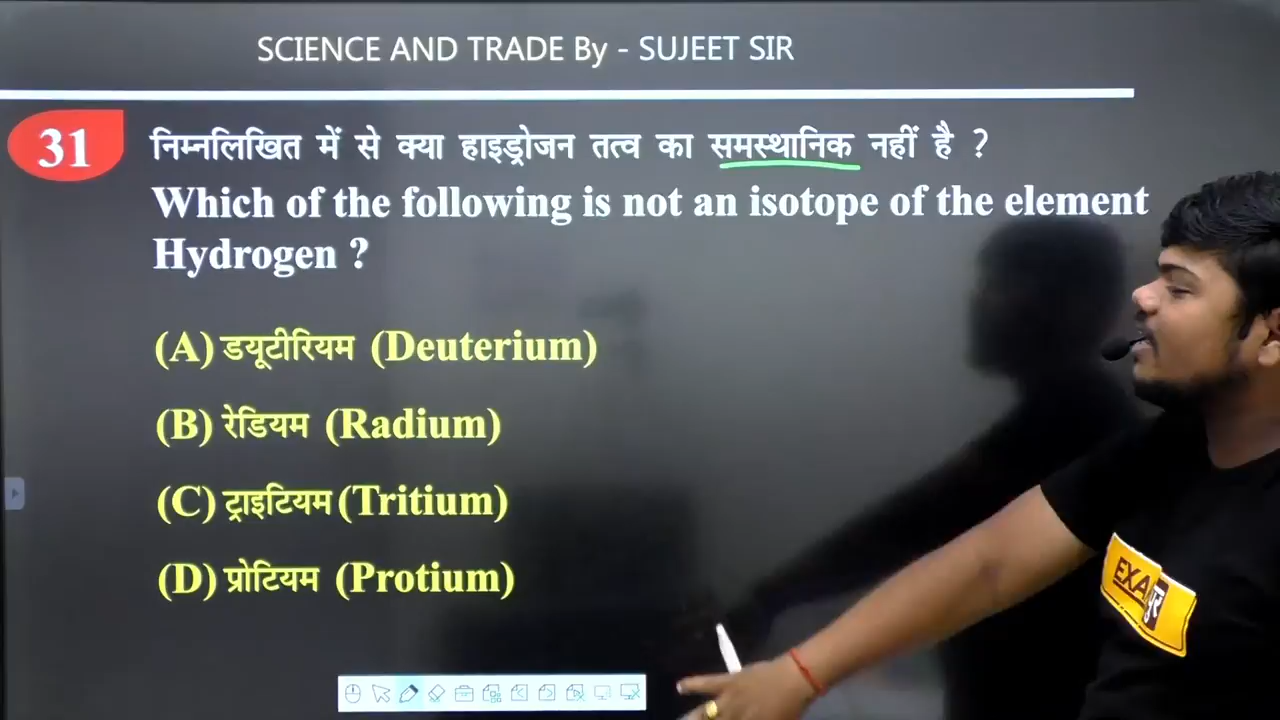 SCIENCE AND TRADE By - SUJEET SIR
31
निम्नलिखित में से क्या हाइड्रोजन तत्व का समस्थानिक नहीं है ?
Which of the following is not an isotope of the element
Hydrogen ?
(A) डयूटीरियम (Deuterium)
(B) रेडियम (Radium)
(C) ट्राइटियम (Tritium)
(D) प्रोटियम (Protium)
EXAMपुर